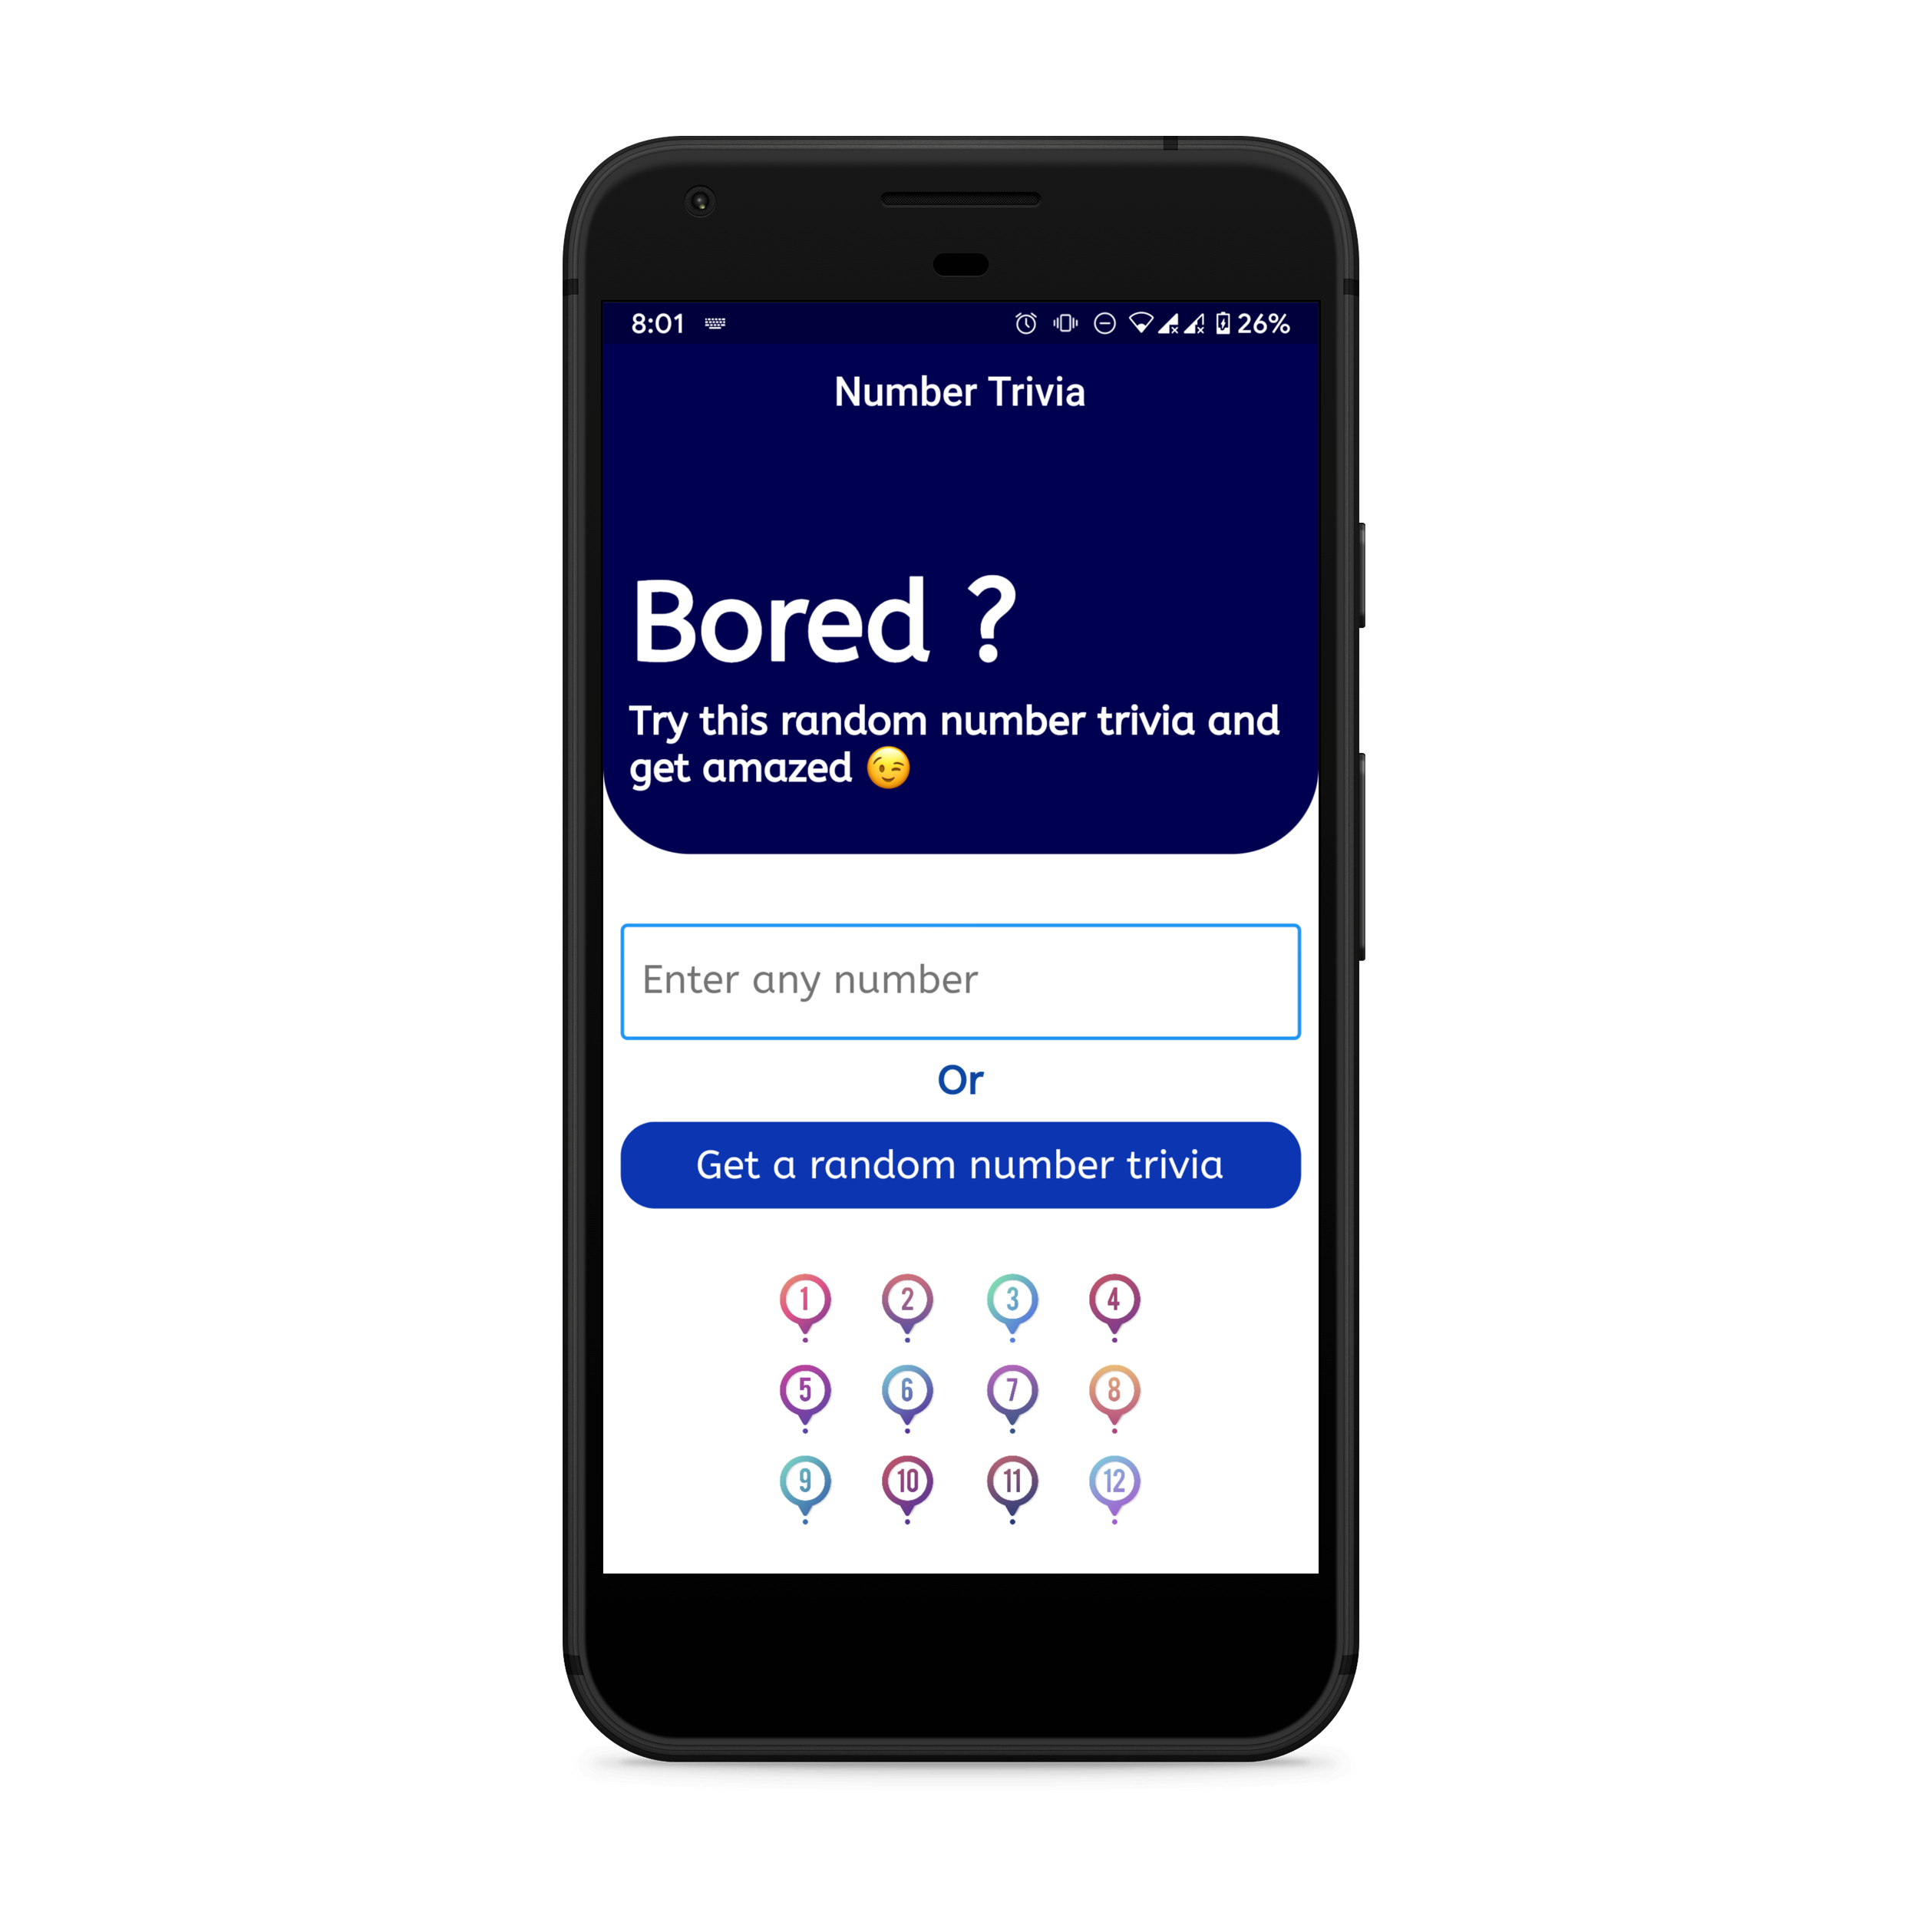 8:01 26%
Number Trivia
Bored ?
Try this random number trivia and
get amazed 😉
Enter any number
Or
Get a random number trivia
1 2 3 4
5 6 7 8
9 10 11 12